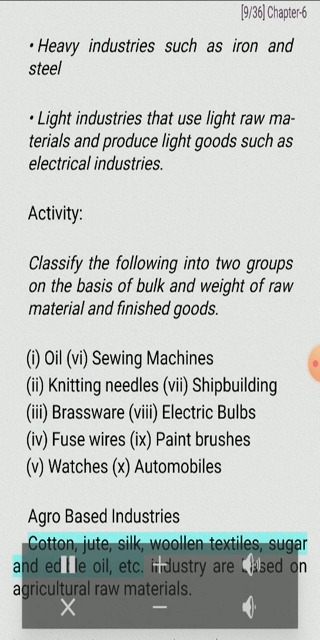 [9/36] Chapter-6
• Heavy industries such as iron and
steel
• Light industries that use light raw ma-
terials and produce light goods such as
electrical industries.
Activity:
Classify the following into two groups
on the basis of bulk and weight of raw
material and finished goods.
(i) Oil (vi) Sewing Machines
(ii) Knitting needles (vii) Shipbuilding
(iii) Brassware (viii) Electric Bulbs
(iv) Fuse wires (ix) Paint brushes
(v) Watches (x) Automobiles
Agro Based Industries
Cotton, jute, silk, woollen textiles, sugar
and edible oil, etc. industry are based on
agricultural raw materials.